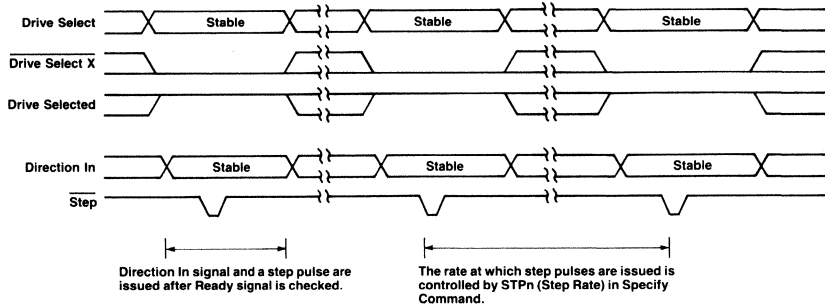 Drive Select Stable Stable Stable
Drive Select X
Drive Selected
Direction In Stable Stable Stable
Step
Direction In signal and a step pulse are
issued after Ready signal is checked.
The rate at which step pulses are issued is
controlled by STPn (Step Rate) in Specify
Command.